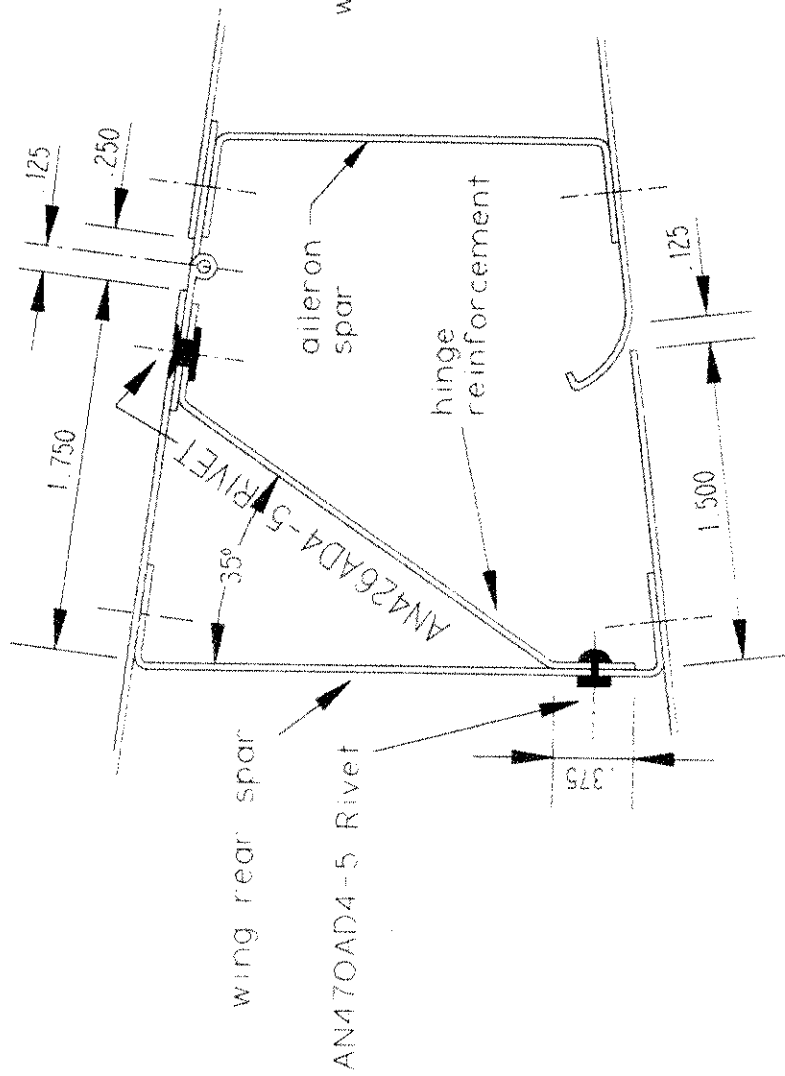 w
.125
.250
1.750
aileron
spar
AN426AD4-5 RIVET
35°
hinge
reinforcement
.125
1.500
wing rear spar
AN470AD4-5 Rivet
.375